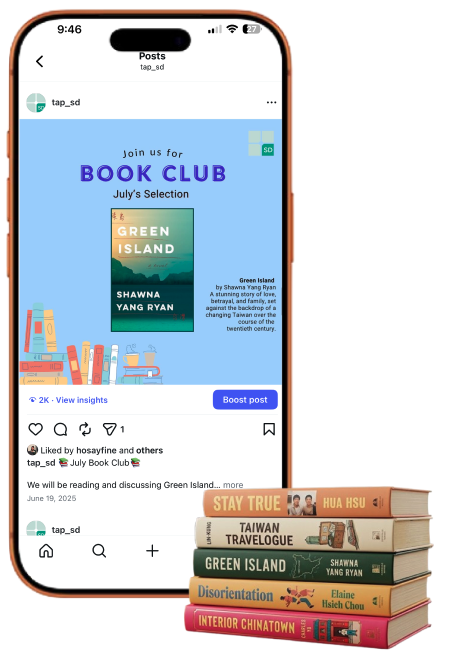 9:46
27
Posts
tap_sd
tap_sd
SD
Join us for
BOOK CLUB
July's Selection
GREEN
ISLAND
SHAWNA
YANG RYAN
Green Island
by Shawna Yang Ryan
A stunning story of love,
betrayal, and family, set
against the backdrop of a
changing Taiwan over the
course of the
twentieth century.
2K · View insights
Boost post
1
Liked by hosayfine and others
tap_sd 📚July Book Club📚
We will be reading and discussing Green Island... more
June 19, 2025
tap_sd
STAY TRUE HUA HSU
LIN KUNG TAIWAN
TRAVELOGUE
GREEN ISLAND SHAWNA
YANG RYAN
Disorientation Elaine
Hsieh Chou
INTERIOR CHINATOWN